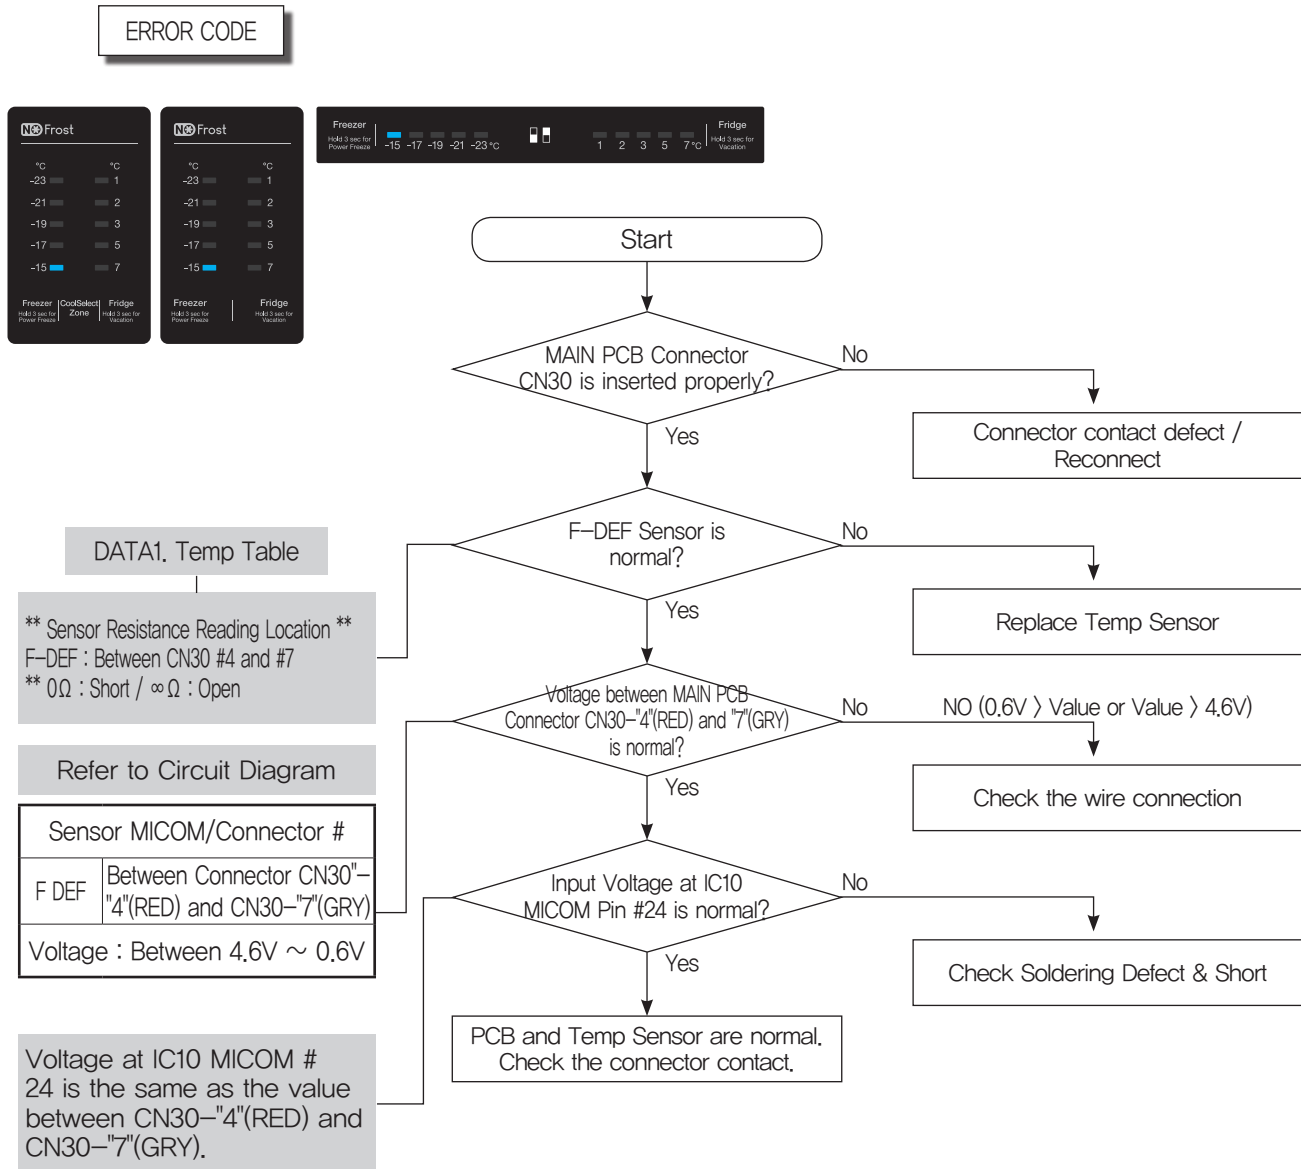 ERROR CODE
NO Frost
°C °C
-23 1
-21 2
-19 3
-17 5
-15 7
Freezer CoolSelect Fridge
Hold 3 sec for Zone Hold 3 sec for
Power Freeze Vacation
NO Frost
°C °C
-23 1
-21 2
-19 3
-17 5
-15 7
Freezer Fridge
Hold 3 sec for Hold 3 sec for
Power Freeze Vacation
Freezer Fridge
Hold 3 sec for Hold 3 sec for
Power Freeze -15 -17 -19 -21 -23 °C 1 2 3 5 7 °C Vacation
Start
MAIN PCB Connector
CN30 is inserted properly?
No
Connector contact defect /
Reconnect
Yes
F-DEF Sensor is
normal?
No
Replace Temp Sensor
Yes
DATA1. Temp Table
** Sensor Resistance Reading Location **
F-DEF : Between CN30 #4 and #7
** 0Ω : Short / ∞Ω : Open
Voltage between MAIN PCB
Connector CN30-"4"(RED) and "7"(GRY)
is normal?
No
NO (0.6V 〉 Value or Value 〉 4.6V)
Check the wire connection
Yes
Refer to Circuit Diagram
Sensor MICOM/Connector #
F DEF
Between Connector CN30"-
"4"(RED) and CN30-"7"(GRY)
Voltage : Between 4.6V ~ 0.6V
Input Voltage at IC10
MICOM Pin #24 is normal?
No
Check Soldering Defect & Short
Yes
PCB and Temp Sensor are normal.
Check the connector contact.
Voltage at IC10 MICOM #
24 is the same as the value
between CN30-"4"(RED) and
CN30-"7"(GRY).